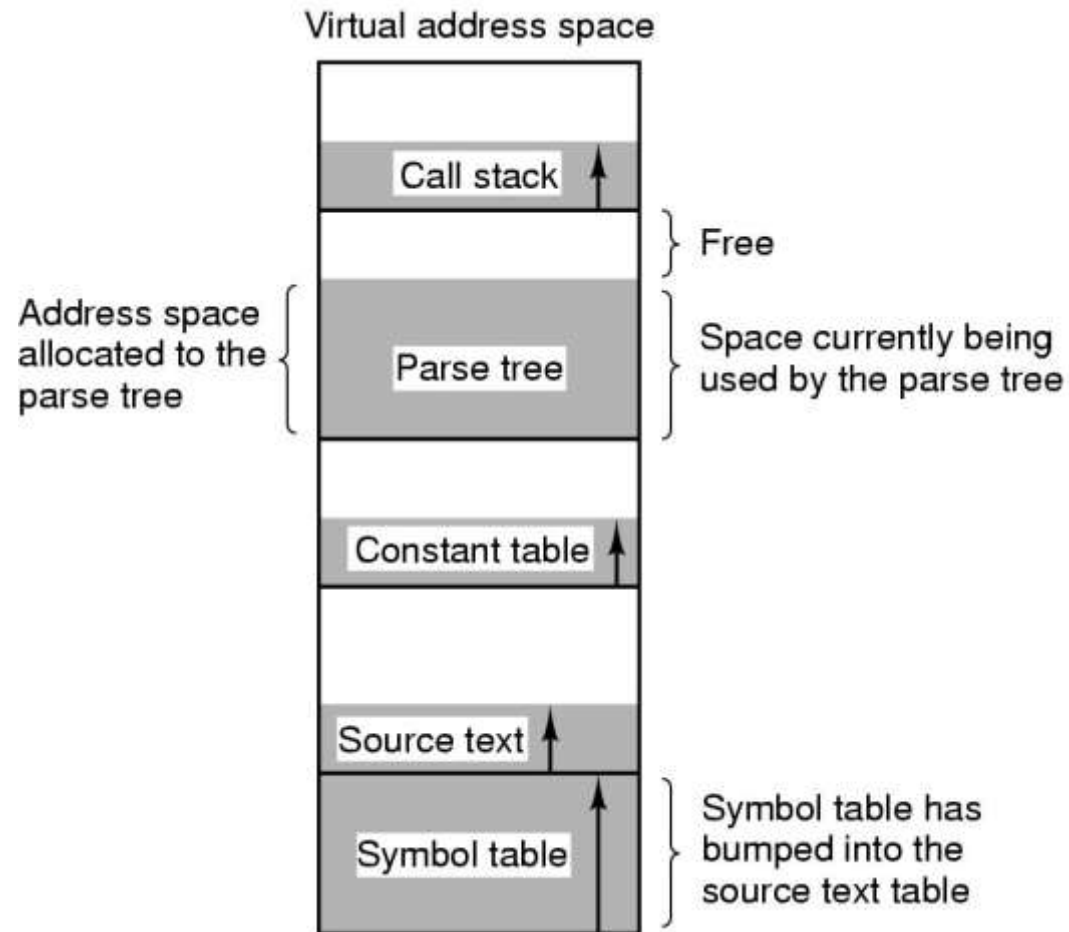 Virtual address space
Call stack
Free
Address space
allocated to the
parse tree
Parse tree
Space currently being
used by the parse tree
Constant table
Source text
Symbol table
Symbol table has
bumped into the
source text table